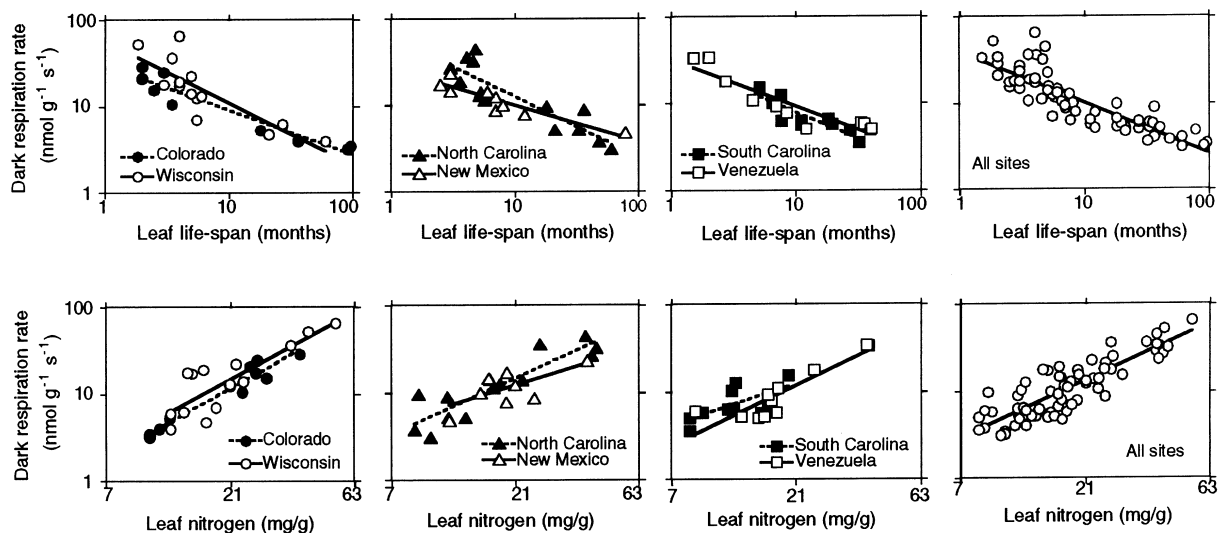 Dark respiration rate
(nmol g⁻¹ s⁻¹)
100
10
1
Colorado
Wisconsin
1
10
100
Leaf life-span (months)
North Carolina
New Mexico
1
10
100
Leaf life-span (months)
South Carolina
Venezuela
1
10
100
Leaf life-span (months)
All sites
1
10
100
Leaf life-span (months)
Dark respiration rate
(nmol g⁻¹ s⁻¹)
100
10
1
Colorado
Wisconsin
7
21
63
Leaf nitrogen (mg/g)
North Carolina
New Mexico
7
21
63
Leaf nitrogen (mg/g)
South Carolina
Venezuela
7
21
63
Leaf nitrogen (mg/g)
All sites
7
21
63
Leaf nitrogen (mg/g)